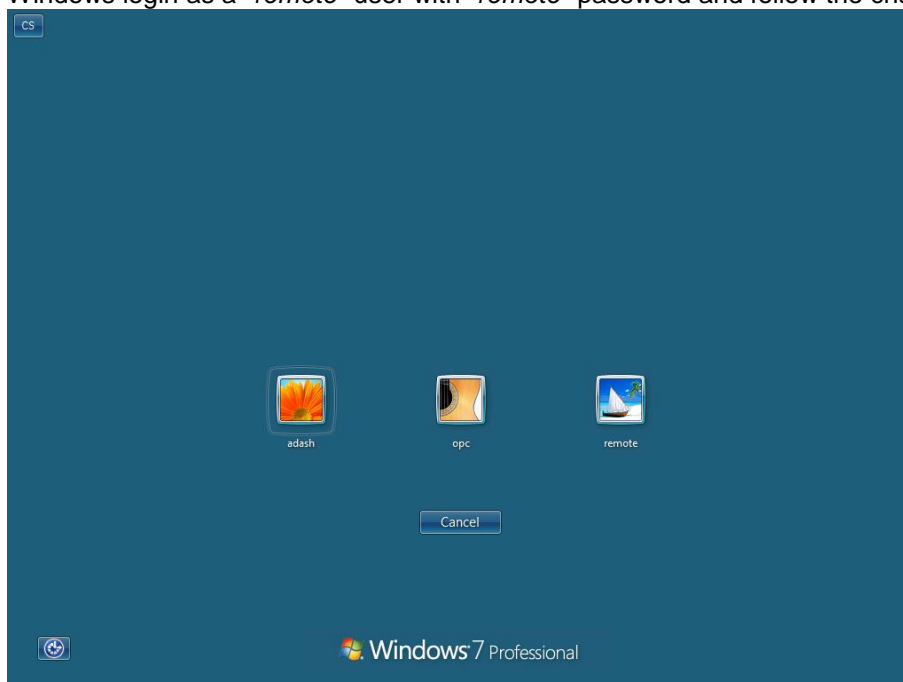 Windows login as a "remote" user with "remote" password and follow the
CS
adash opc remote
Cancel
Windows 7 Professional